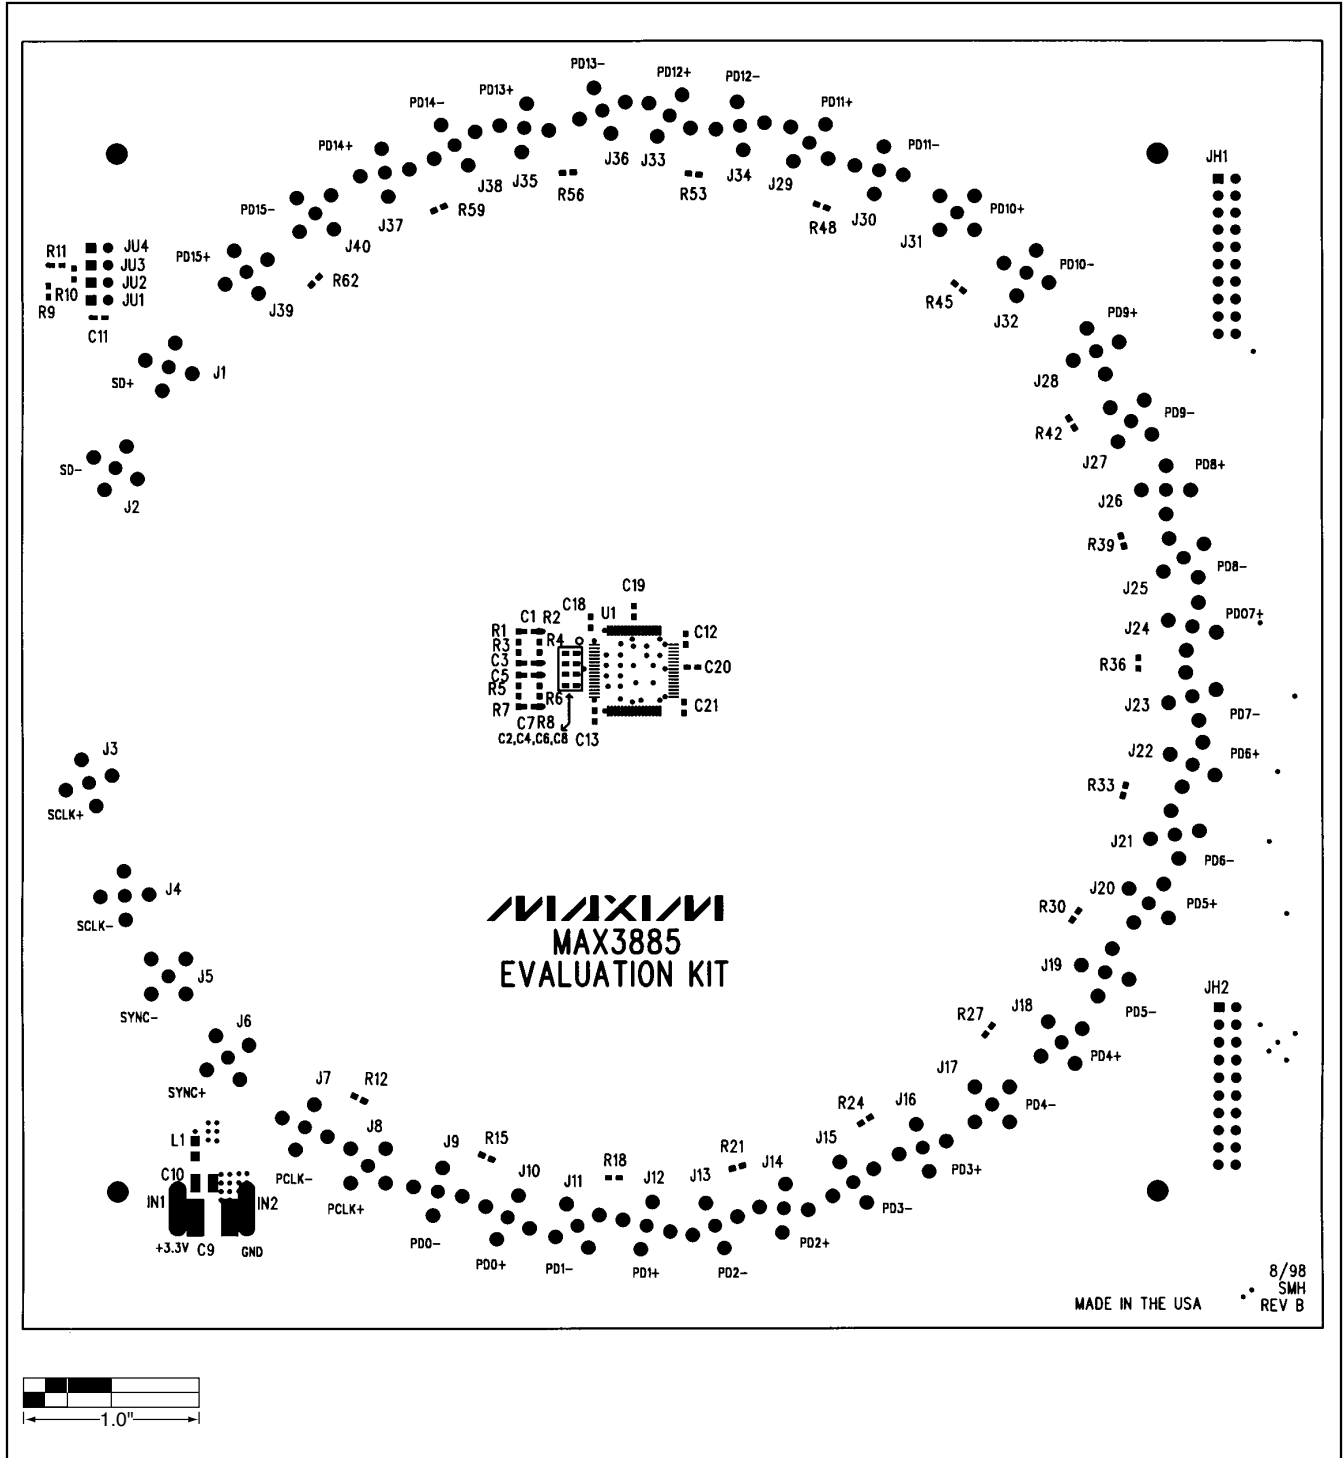 PD13-
PD13+
PD12+
PD12-
PD14-
PD11+
PD14+
PD11-
J36
J33
J34
J29
J38
J35
JH1
R56
R53
PD15-
J37
R59
R48
J30
PD10+
J40
J31
R11
JU4
JU3
JU2
JU1
PD15+
R62
PD10-
R10
R9
R45
J39
J32
C11
PD9+
J1
SD+
J28
PD9-
R42
SD-
J27
PD8+
J2
J26
R39
PD8-
J25
C19
C18
U1
PD07+
R1
C1
R2
J24
R3
R4
C12
C3
C20
R36
C5
R5
R6
R7
C21
J23
PD7-
C7
R8
C2,C4,C6,C8
C13
J22
PD6+
J3
R33
SCLK+
J21
PD6-
J4
J20
PD5+
SCLK-
R30
MAXIM
MAX3885
EVALUATION KIT
J5
J19
JH2
SYNC-
J18
PD5-
J6
R27
PD4+
SYNC+
J17
J7
R12
PD4-
R24
J16
L1
J8
J9
R15
J15
C10
PCLK-
J10
R18
R21
J14
PD3+
IN1
IN2
PCLK+
J11
J12
J13
PD3-
+3.3V
C9
GND
PD0-
PD0+
PD1-
PD1+
PD2-
PD2+
8/98
SMH
MADE IN THE USA
REV B
1.0"